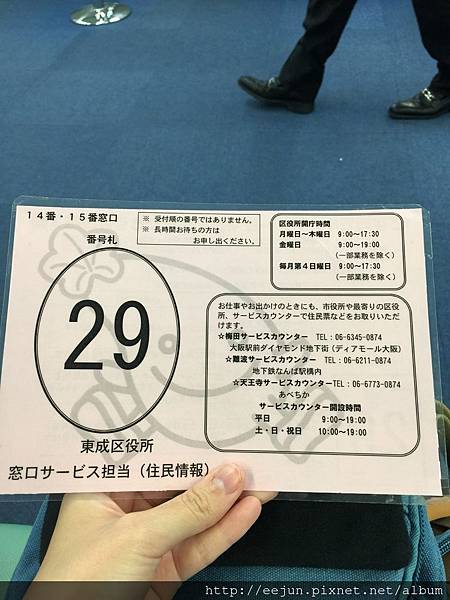 14番・15番窓口
番号札
※ 受付順の番号ではありません。
※ 長時間お待ちの方は
お申し出ください。
区役所開庁時間
月曜日～木曜日 9:00～17:30
金曜日 9:00～19:00
(一部業務を除く)
毎月第4日曜日 9:00～17:30
(一部業務を除く)
29
東成区役所
窓口サービス担当(住民情報)
お仕事やお出かけのときにも、市役所や最寄りの区役
所、サービスカウンターで住民票などをお取りいただ
けます。
☆梅田サービスカウンター TEL:06-6345-0874
大阪駅前ダイヤモンド地下街(ディアモール大阪)
☆難波サービスカウンター TEL:06-6211-0874
地下鉄なんば駅構内
☆天王寺サービスカウンターTEL:06-6773-0874
あべちか
サービスカウンター開設時間
平日 9:00～19:00
土・日・祝日 10:00～19:00
http://eejun.pixnet.net/album